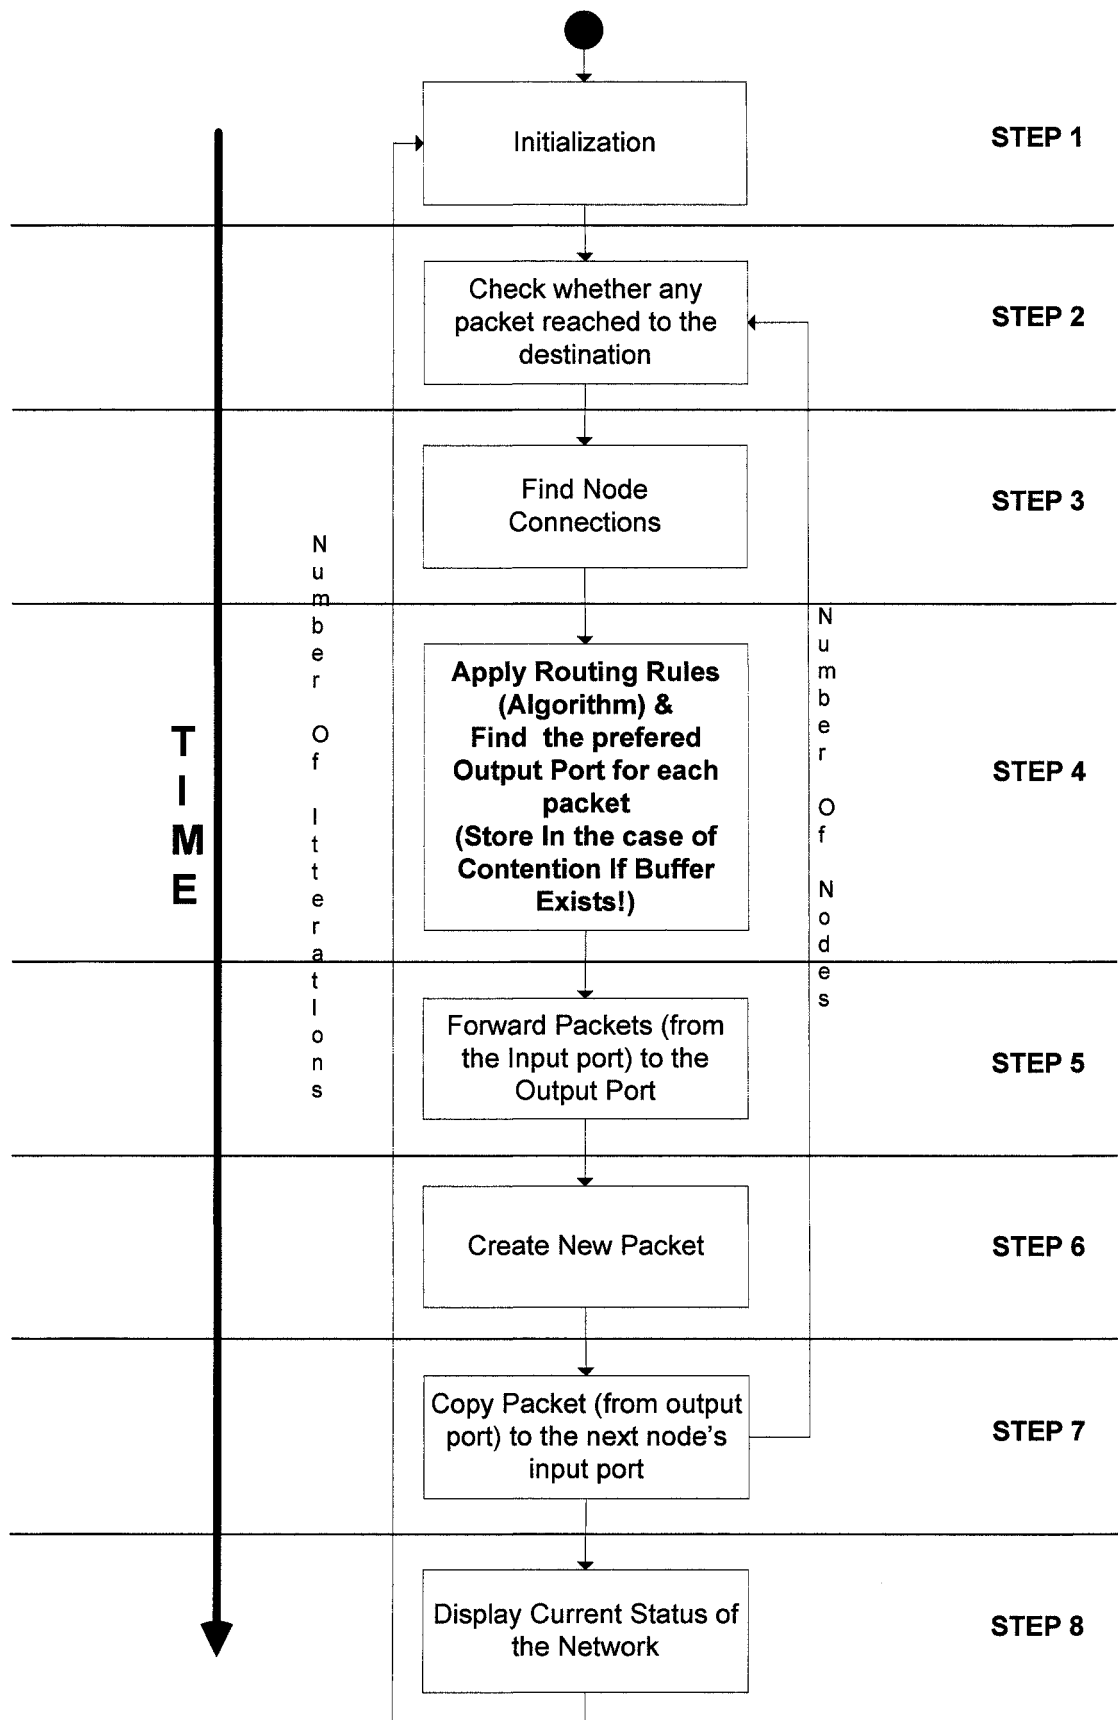 Initialization
STEP 1
Check whether any
packet reached to the
destination
STEP 2
Find Node
Connections
STEP 3
Number Of Itterations
TIME
Apply Routing Rules
(Algorithm) &
Find the prefered
Output Port for each
packet
(Store In the case of
Contention If Buffer
Exists!)
Number Of Nodes
STEP 4
Forward Packets (from
the Input port) to the
Output Port
STEP 5
Create New Packet
STEP 6
Copy Packet (from output
port) to the next node's
input port
STEP 7
Display Current Status of
the Network
STEP 8